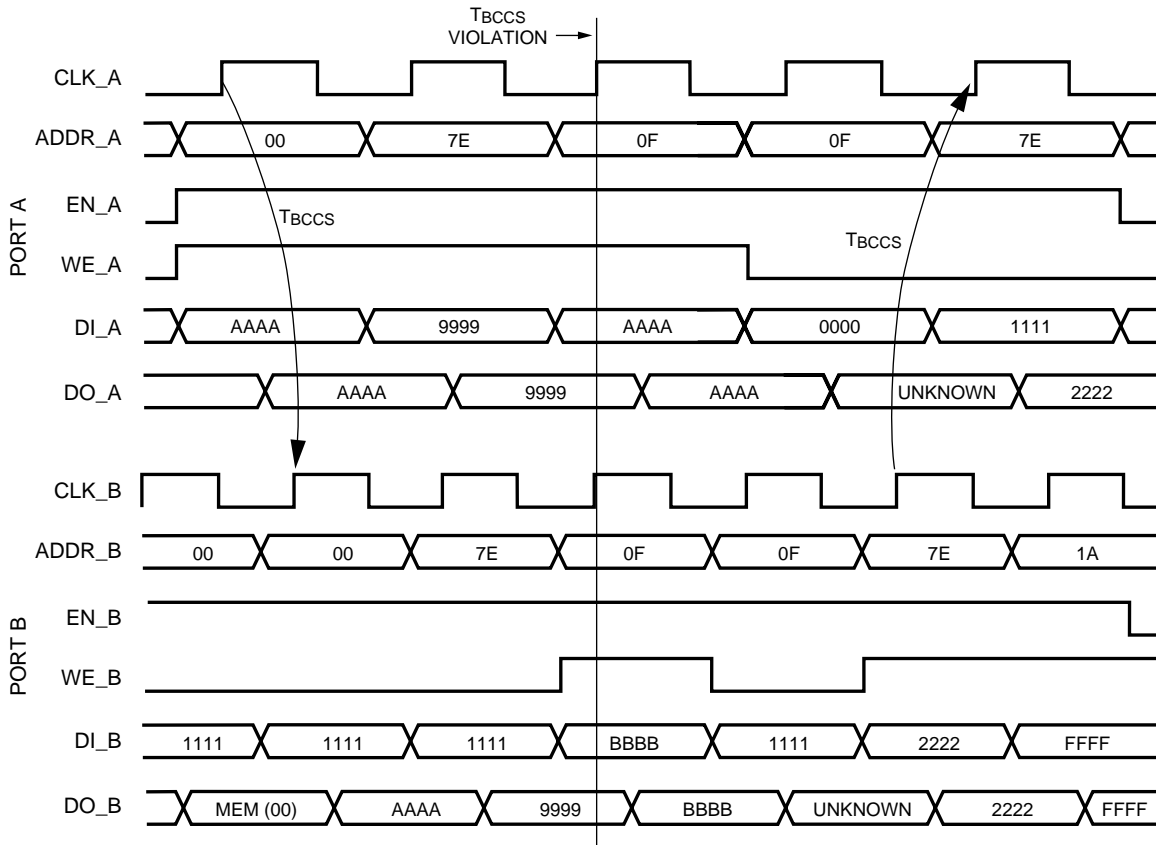 TBCCS
VIOLATION
PORT A
CLK_A
ADDR_A 00 7E 0F 0F 7E
EN_A
TBCCS
TBCCS
WE_A
DI_A AAAA 9999 AAAA 0000 1111
DO_A AAAA 9999 AAAA UNKNOWN 2222
PORT B
CLK_B
ADDR_B 00 00 7E 0F 0F 7E 1A
EN_B
WE_B
DI_B 1111 1111 1111 BBBB 1111 2222 FFFF
DO_B MEM (00) AAAA 9999 BBBB UNKNOWN 2222 FFFF